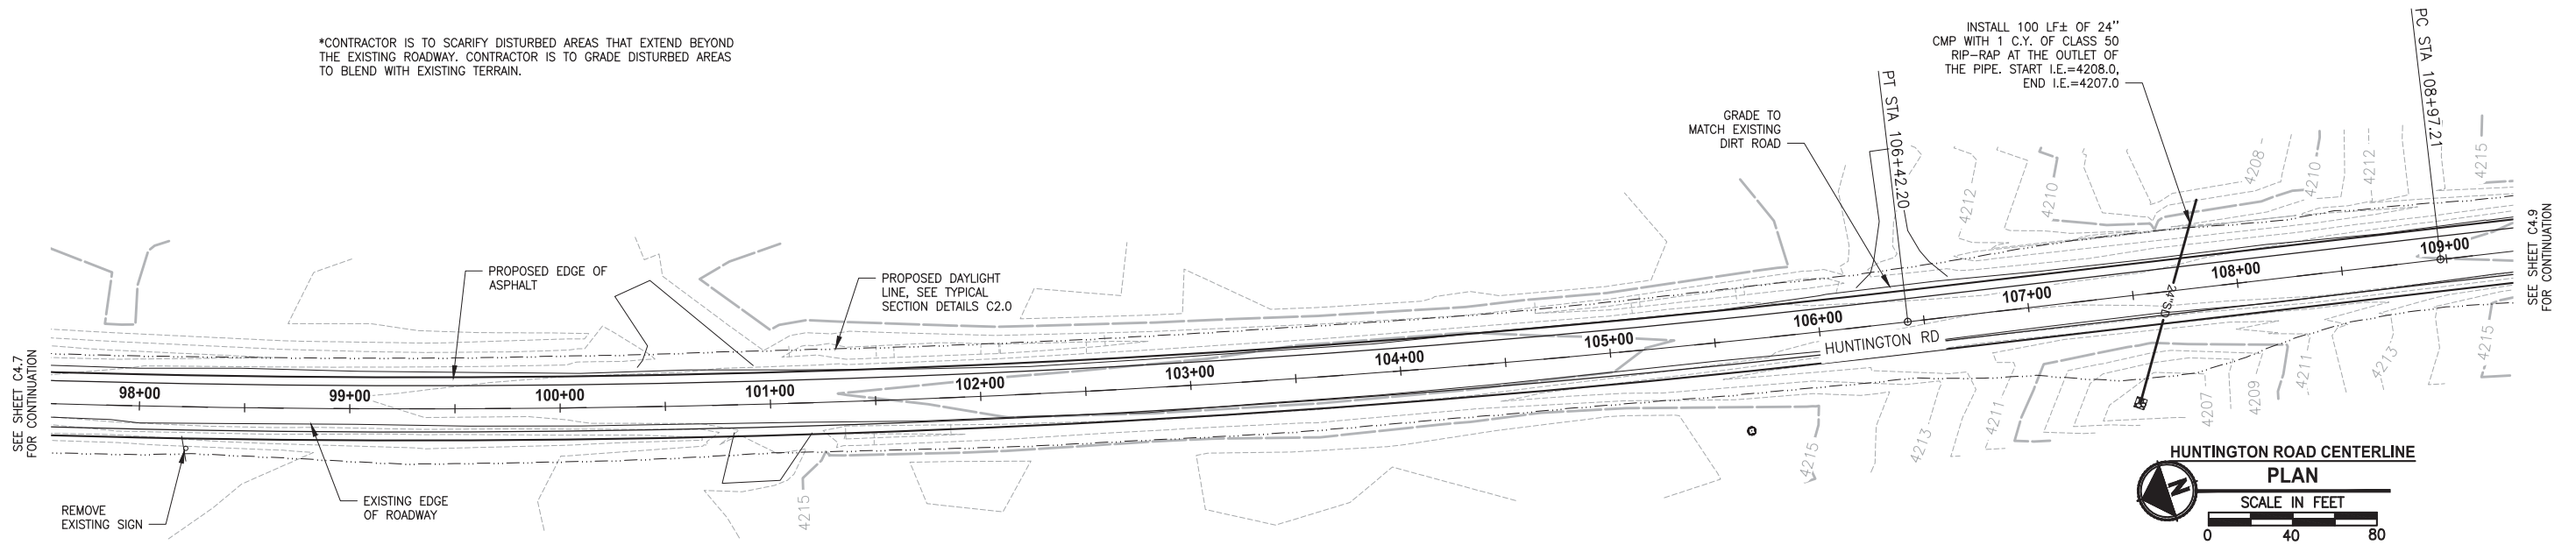 *CONTRACTOR IS TO SCARIFY DISTURBED AREAS THAT EXTEND BEYOND
THE EXISTING ROADWAY. CONTRACTOR IS TO GRADE DISTURBED AREAS
TO BLEND WITH EXISTING TERRAIN.
INSTALL 100 LF± OF 24"
CMP WITH 1 C.Y. OF CLASS 50
RIP-RAP AT THE OUTLET OF
THE PIPE. START I.E.=4208.0,
END I.E.=4207.0
PC STA 108+97.21
PT STA 106+42.20
GRADE TO
MATCH EXISTING
DIRT ROAD
4212
4210
4208
4210
4212
4215
PROPOSED EDGE OF
ASPHALT
PROPOSED DAYLIGHT
LINE, SEE TYPICAL
SECTION DETAILS C2.0
SEE SHEET C4.7
FOR CONTINUATION
98+00
99+00
100+00
101+00
102+00
103+00
104+00
105+00
106+00
107+00
108+00
109+00
HUNTINGTON RD
24"SD
SEE SHEET C4.9
FOR CONTINUATION
REMOVE
EXISTING SIGN
EXISTING EDGE
OF ROADWAY
4215
4215
4213
4211
4207
4209
4211
4213
4215
HUNTINGTON ROAD CENTERLINE
PLAN
N
SCALE IN FEET
0 40 80